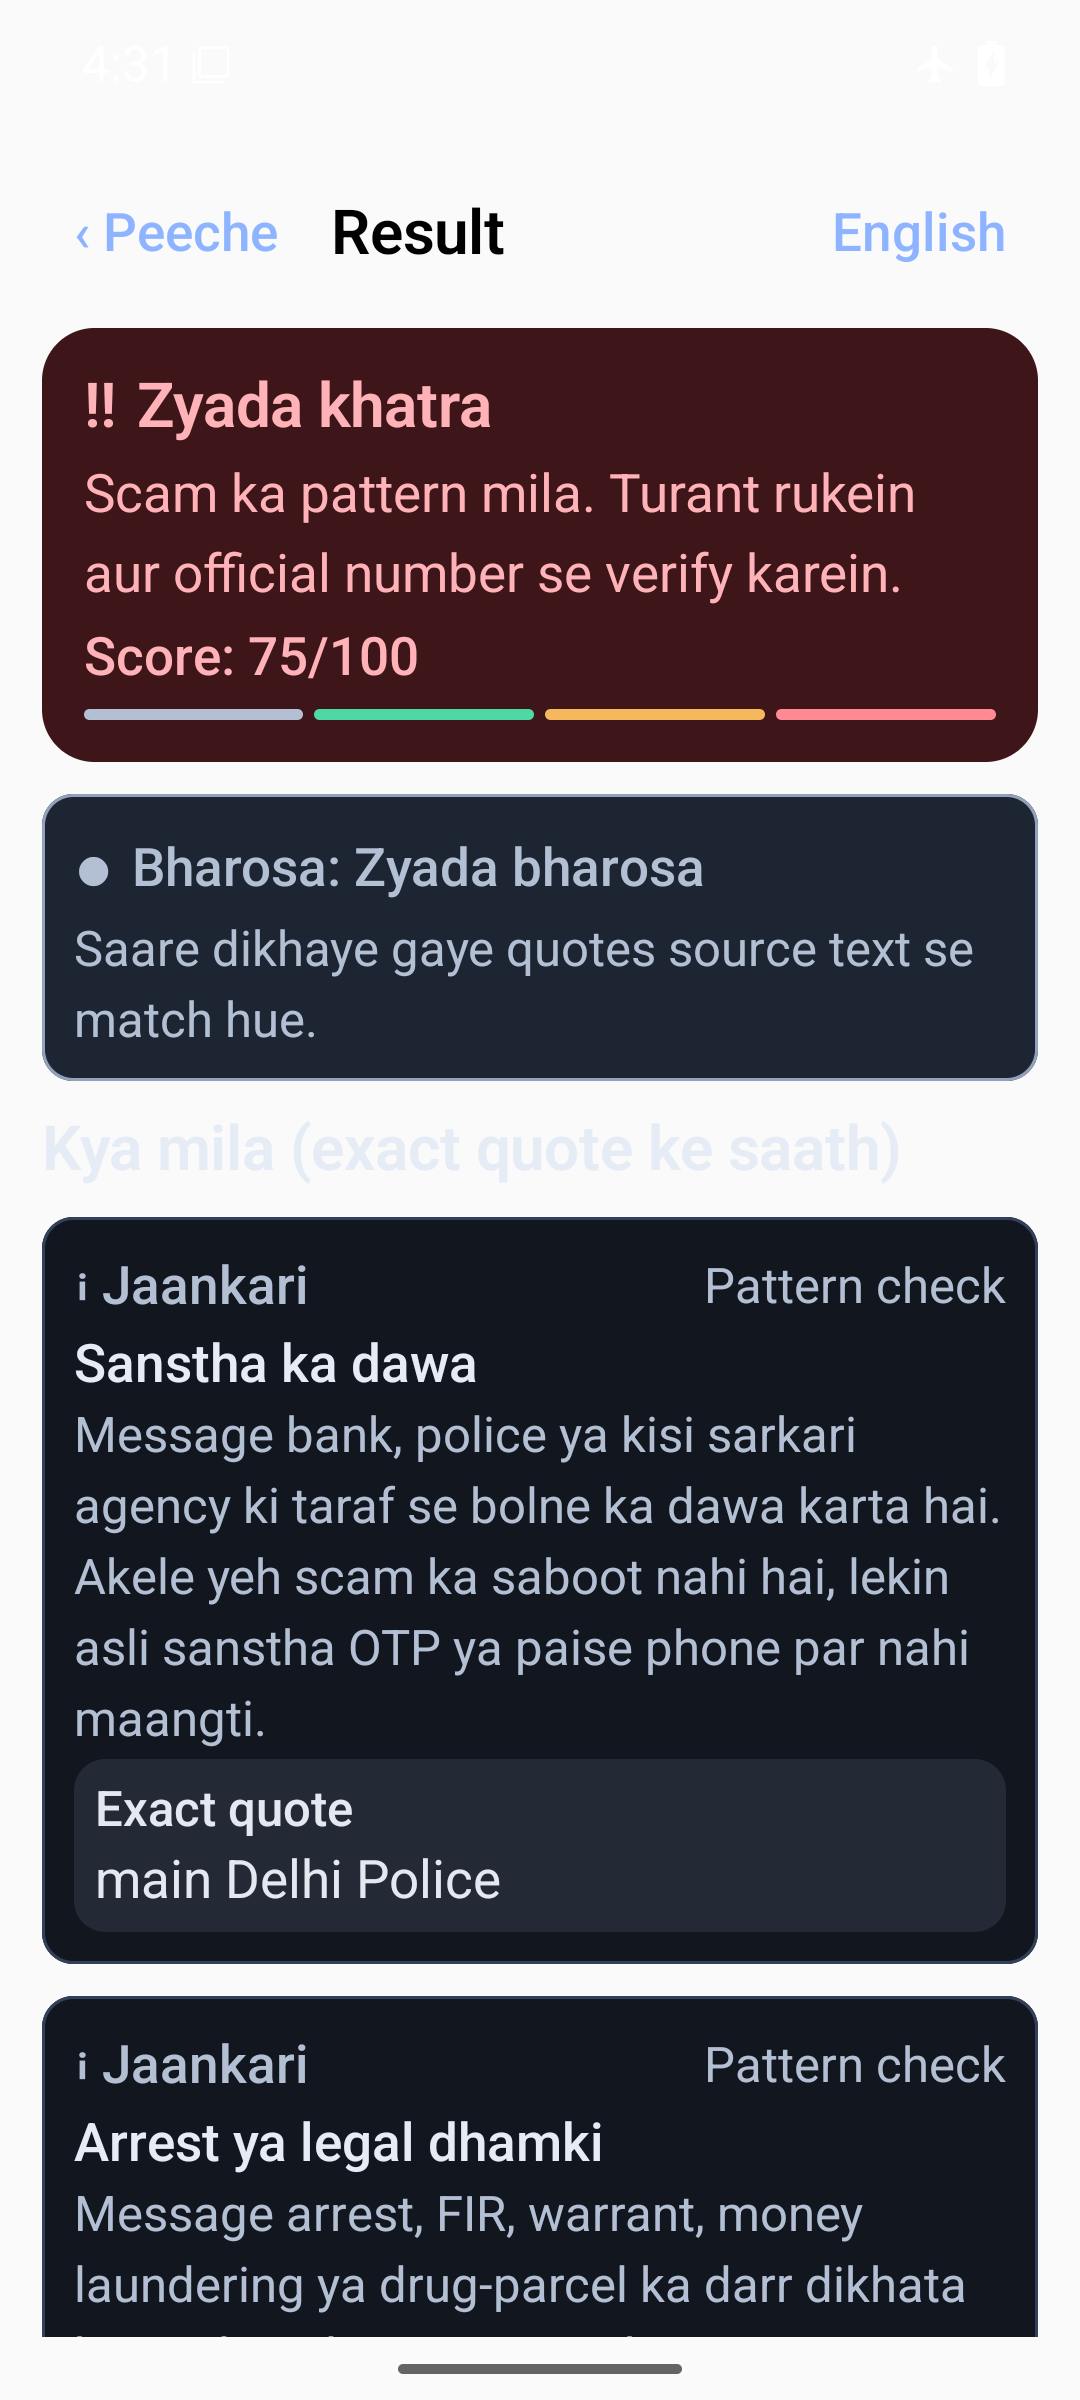 4:31
‹ Peeche Result English
!! Zyada khatra
Scam ka pattern mila. Turant rukein
aur official number se verify karein.
Score: 75/100
Bharosa: Zyada bharosa
Saare dikhaye gaye quotes source text se
match hue.
Kya mila (exact quote ke saath)
i Jaankari Pattern check
Sanstha ka dawa
Message bank, police ya kisi sarkari
agency ki taraf se bolne ka dawa karta hai.
Akele yeh scam ka saboot nahi hai, lekin
asli sanstha OTP ya paise phone par nahi
maangti.
Exact quote
main Delhi Police
i Jaankari Pattern check
Arrest ya legal dhamki
Message arrest, FIR, warrant, money
laundering ya drug-parcel ka darr dikhata